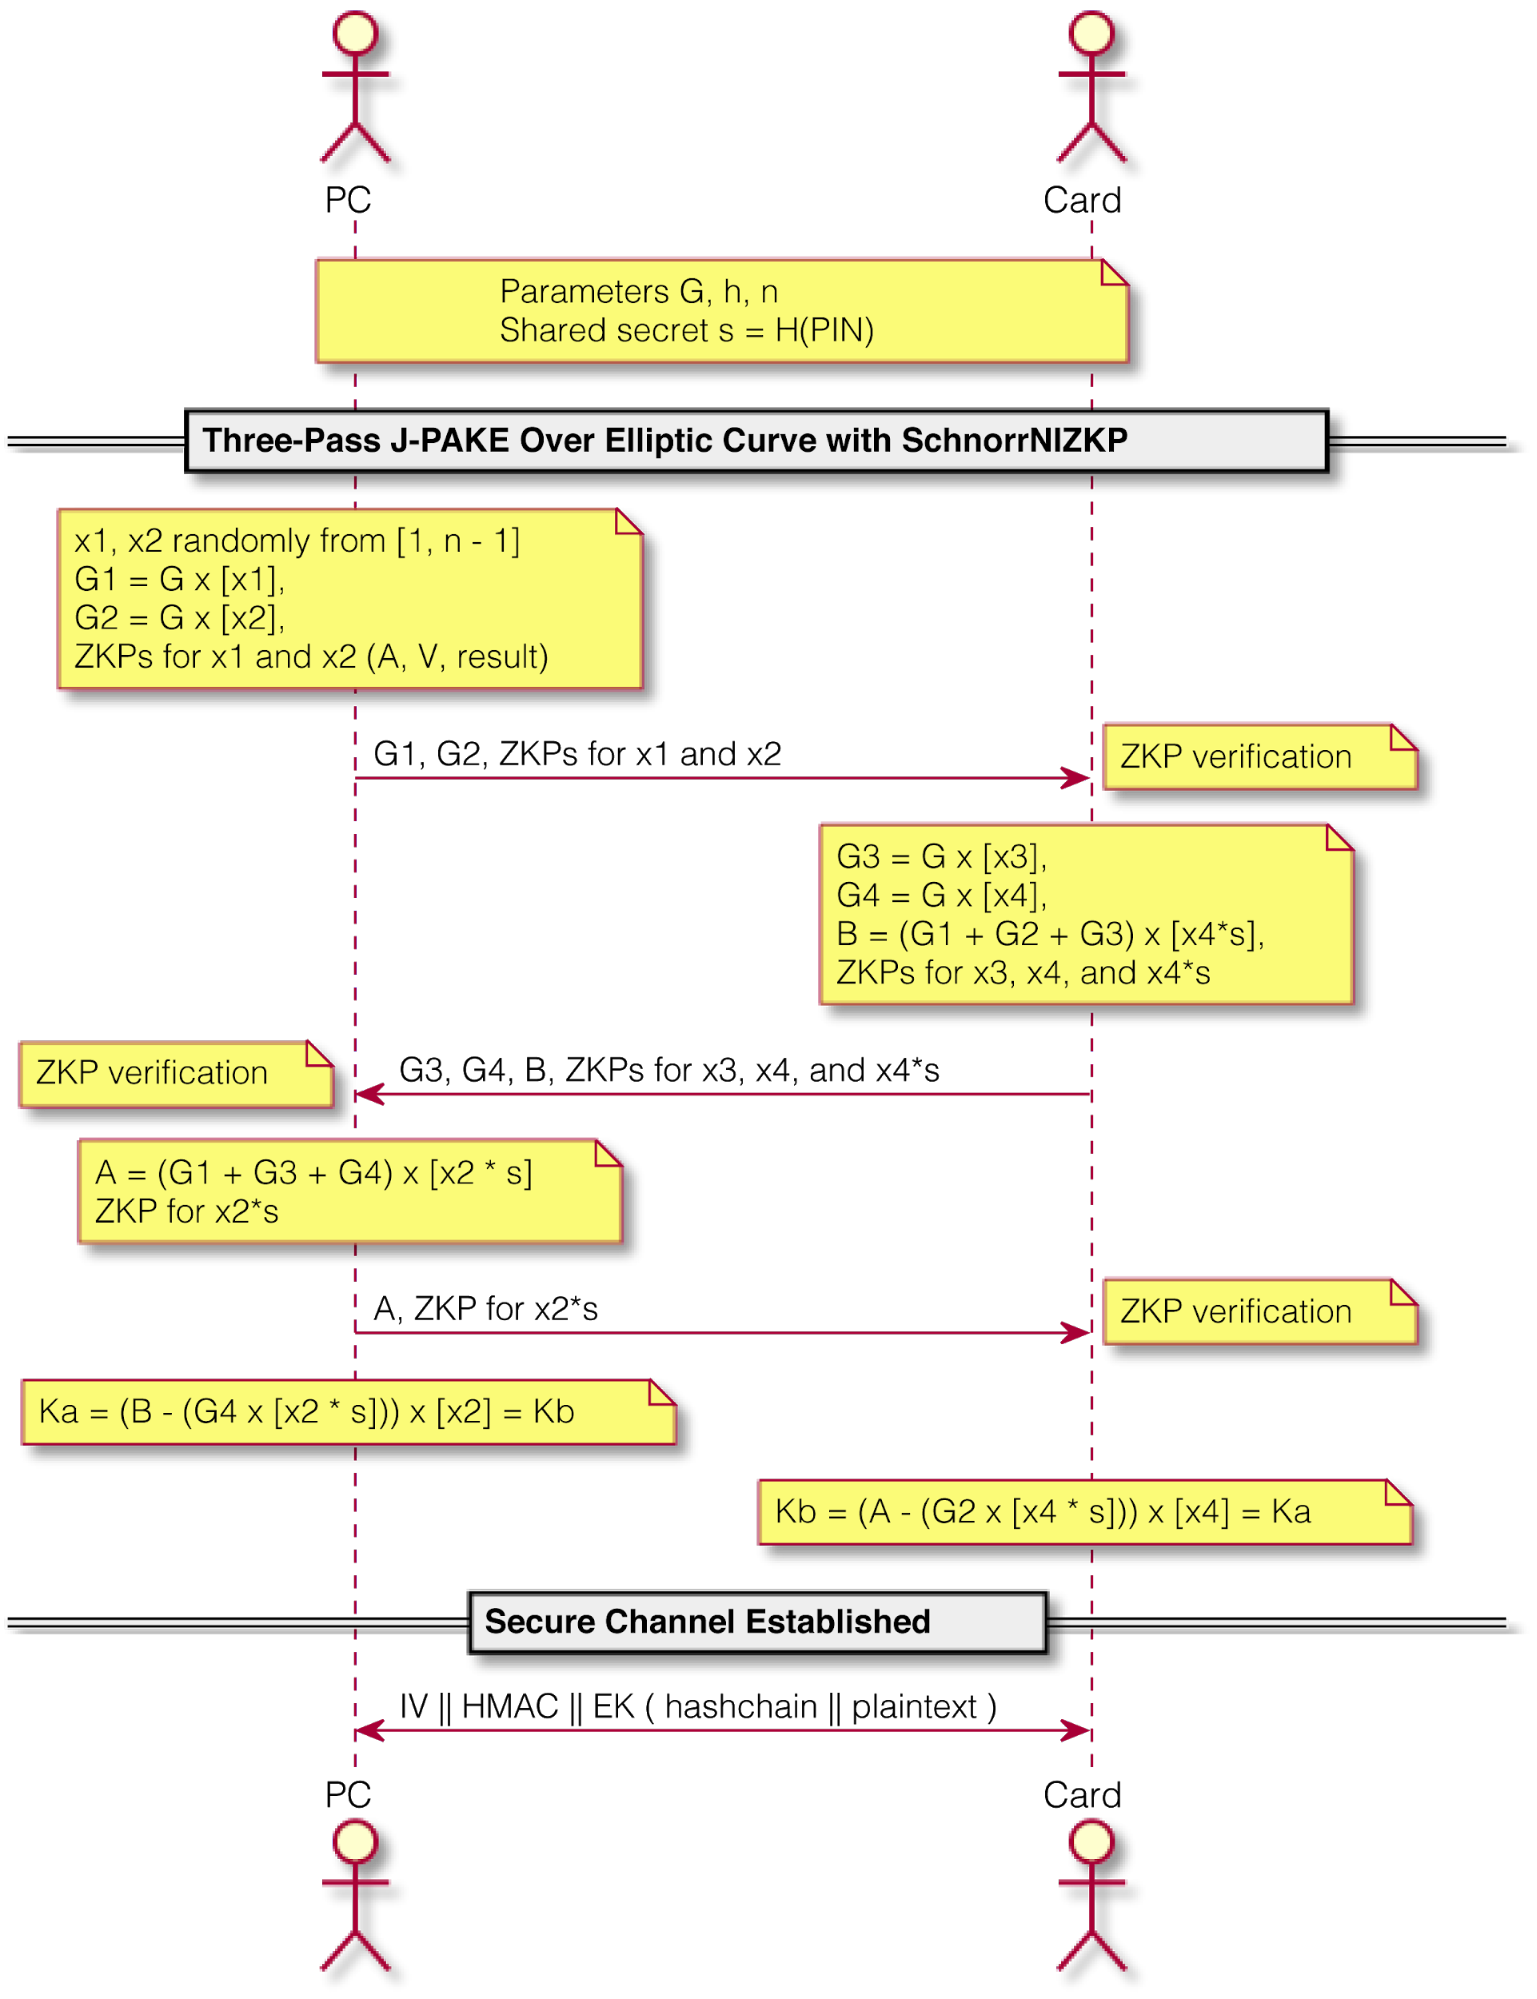 PC
Card
Parameters G, h, n
Shared secret s = H(PIN)
Three-Pass J-PAKE Over Elliptic Curve with SchnorrNIZKP
x1, x2 randomly from [1, n - 1]
G1 = G x [x1],
G2 = G x [x2],
ZKPs for x1 and x2 (A, V, result)
G1, G2, ZKPs for x1 and x2
ZKP verification
G3 = G x [x3],
G4 = G x [x4],
B = (G1 + G2 + G3) x [x4*s],
ZKPs for x3, x4, and x4*s
ZKP verification
G3, G4, B, ZKPs for x3, x4, and x4*s
A = (G1 + G3 + G4) x [x2 * s]
ZKP for x2*s
A, ZKP for x2*s
ZKP verification
Ka = (B - (G4 x [x2 * s])) x [x2] = Kb
Kb = (A - (G2 x [x4 * s])) x [x4] = Ka
Secure Channel Established
IV || HMAC || EK ( hashchain || plaintext )
PC
Card